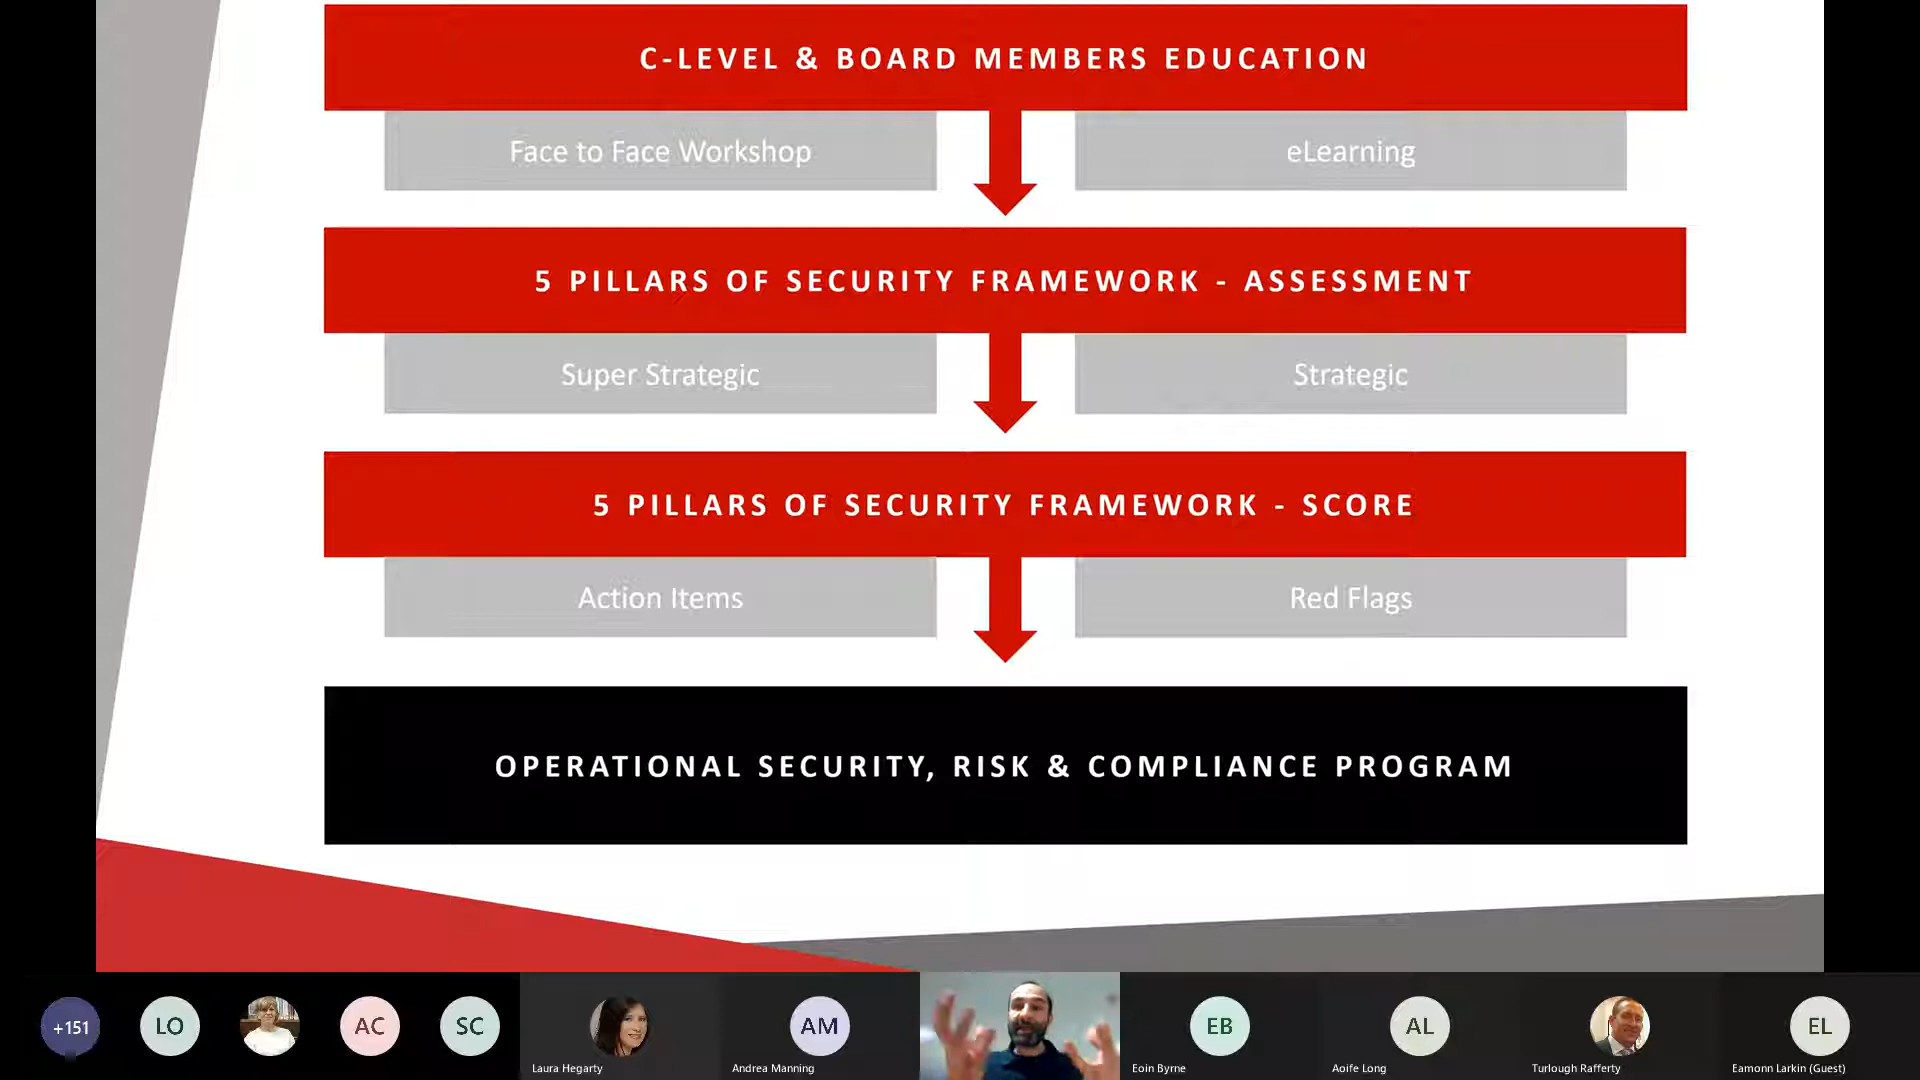 C-LEVEL & BOARD MEMBERS EDUCATION
Face to Face Workshop
eLearning
5 PILLARS OF SECURITY FRAMEWORK - ASSESSMENT
Super Strategic
Strategic
5 PILLARS OF SECURITY FRAMEWORK - SCORE
Action Items
Red Flags
OPERATIONAL SECURITY, RISK & COMPLIANCE PROGRAM
+151
LO
AC
SC
Laura Hegarty
AM
Andrea Manning
EB
Eoin Byrne
AL
Aoife Long
Turlough Rafferty
EL
Eamonn Larkin (Guest)